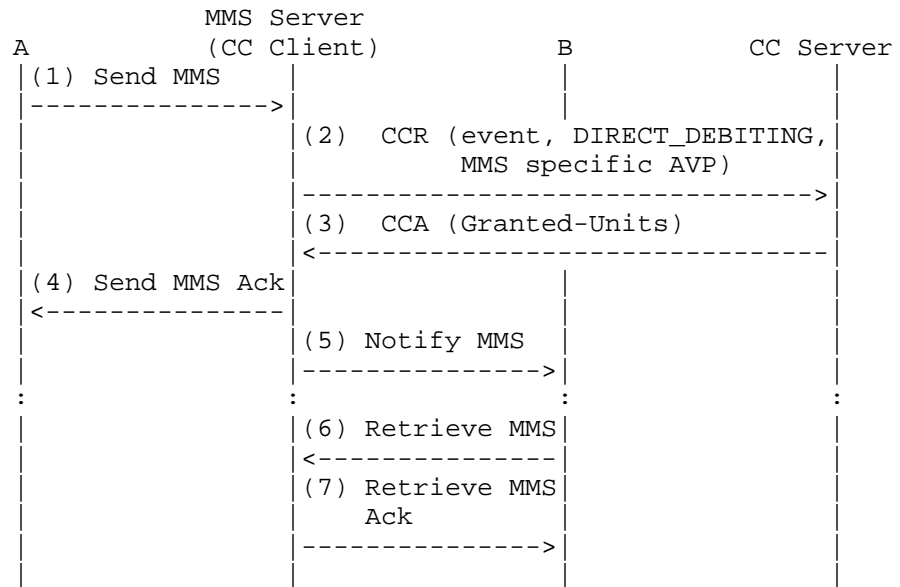 MMS Server
A (CC Client) B CC Server
(1) Send MMS
(2) CCR (event, DIRECT_DEBITING,
MMS specific AVP)
(3) CCA (Granted-Units)
(4) Send MMS Ack
(5) Notify MMS
(6) Retrieve MMS
(7) Retrieve MMS
Ack